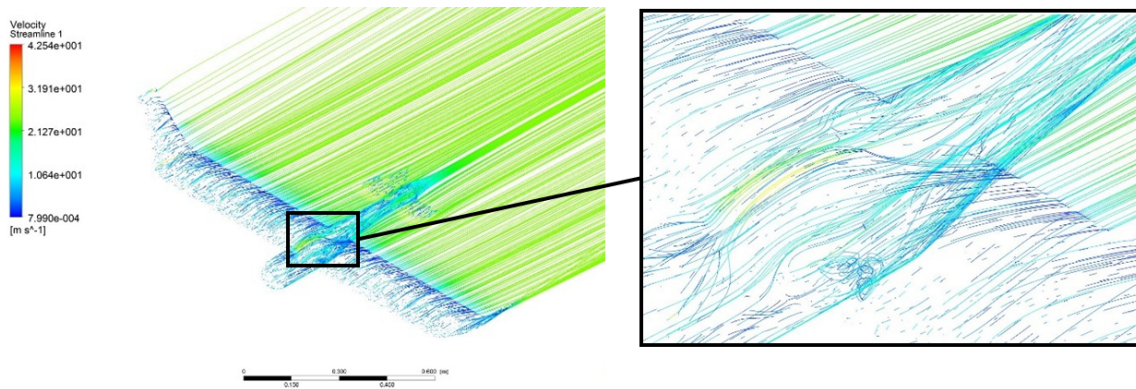 Velocity
Streamline 1
4.254e+001
3.191e+001
2.127e+001
1.064e+001
7.990e-004
[m s^-1]
0 0.300 0.600 [m]
0.150 0.450